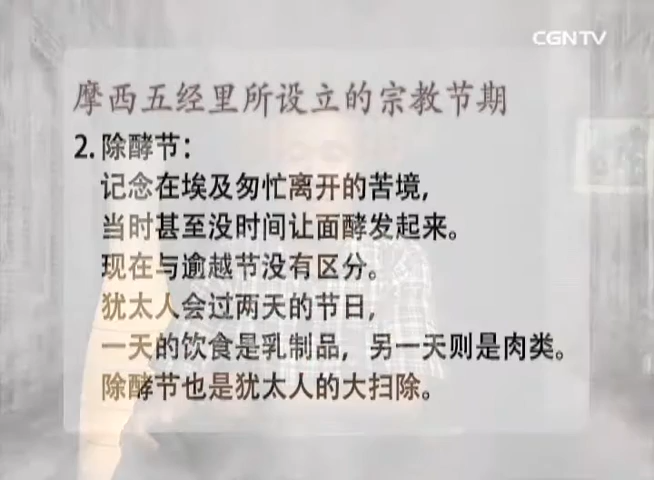 CGNTV
摩西五经里所设立的宗教节期
2. 除酵节：
记念在埃及匆忙离开的苦境，
当时甚至没时间让面酵发起来。
现在与逾越节没有区分。
犹太人会过两天的节日，
一天的饮食是乳制品，另一天则是肉类。
除酵节也是犹太人的大扫除。